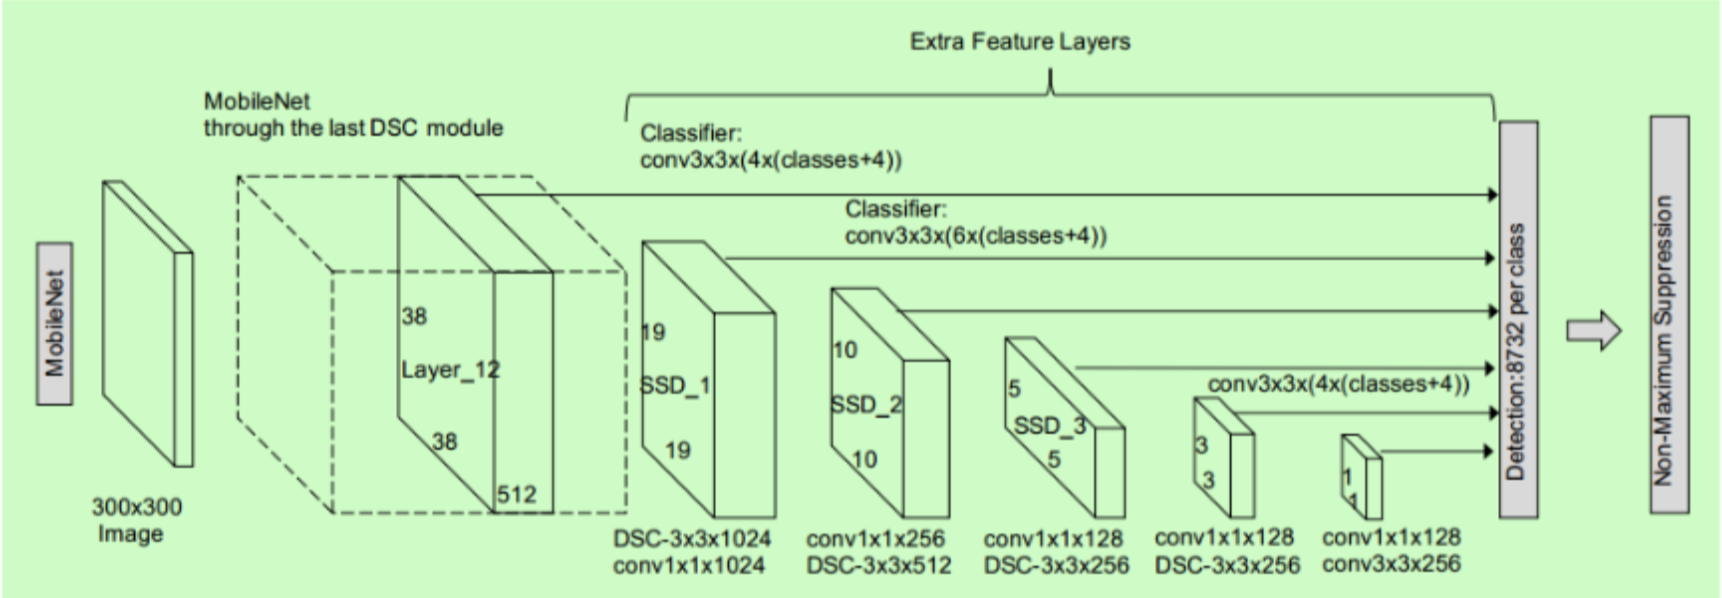 Extra Feature Layers
MobileNet
through the last DSC module
Classifier:
conv3x3x(4x(classes+4))
Classifier:
conv3x3x(6x(classes+4))
MobileNet
38
Layer_12
38
512
19
SSD_1
19
10
SSD_2
10
5
SSD_3
5
conv3x3x(4x(classes+4))
3
3
1
1
Detection:8732 per class
Non-Maximum Suppression
300x300
Image
DSC-3x3x1024
conv1x1x1024
conv1x1x256
DSC-3x3x512
conv1x1x128
DSC-3x3x256
conv1x1x128
DSC-3x3x256
conv1x1x128
conv3x3x256